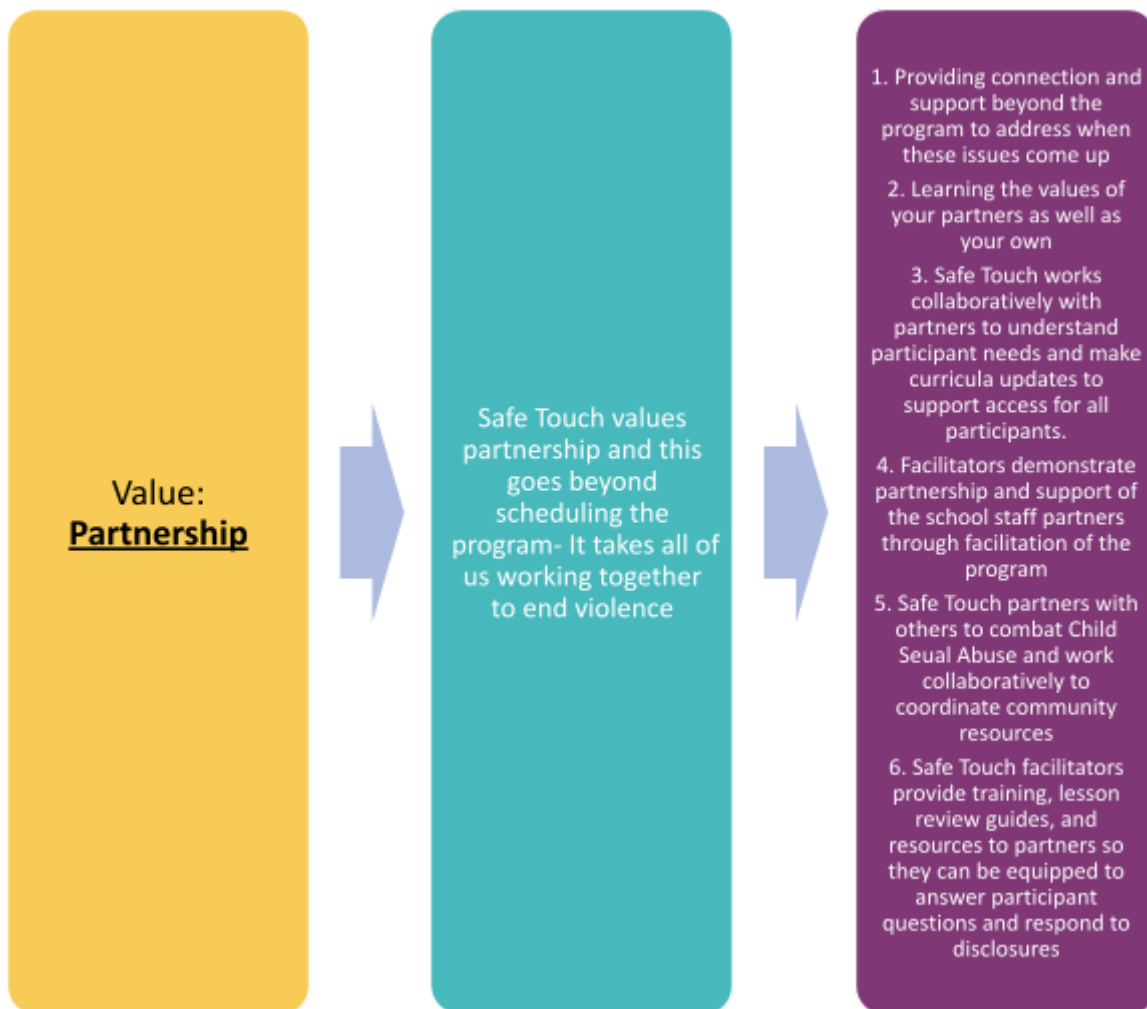 Value:
Partnership
Safe Touch values
partnership and this
goes beyond
scheduling the
program- It takes all of
us working together
to end violence
1. Providing connection and
support beyond the
program to address when
these issues come up
2. Learning the values of
your partners as well as
your own
3. Safe Touch works
collaboratively with
partners to understand
participant needs and make
curricula updates to
support access for all
participants.
4. Facilitators demonstrate
partnership and support of
the school staff partners
through facilitation of the
program
5. Safe Touch partners with
others to combat Child
Seual Abuse and work
collaboratively to
coordinate community
resources
6. Safe Touch facilitators
provide training, lesson
review guides, and
resources to partners so
they can be equipped to
answer participant
questions and respond to
disclosures